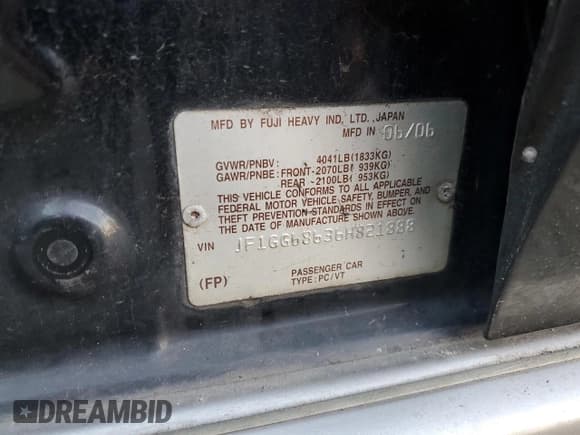 MFD BY FUJI HEAVY IND. LTD., JAPAN
MFD IN 06/06
GVWR/PNBV: 4041LB(1833KG)
GAWR/PNBE: FRONT-2070LB( 939KG)
REAR -2100LB( 953KG)
THIS VEHICLE CONFORMS TO ALL APPLICABLE
FEDERAL MOTOR VEHICLE SAFETY, BUMPER, AND
THEFT PREVENTION STANDARDS IN EFFECT ON
THE DATE OF MANUFACTURE SHOWN ABOVE.
VIN JF1GG68636H821888
(FP) PASSENGER CAR
TYPE: PC/VT
DREAMBID